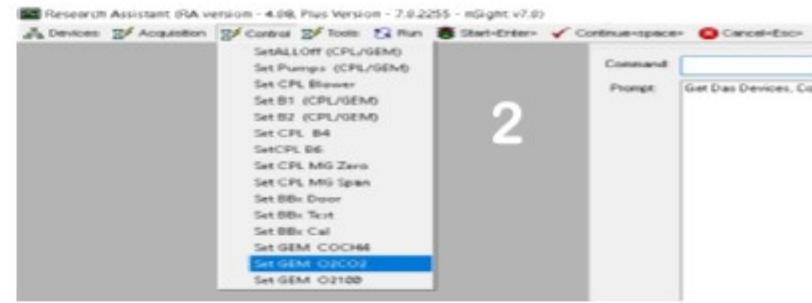 Research Assistant (RA version - 4.08, Plus Version - 7.0.2255 - nSight v7.0)
Devices Acquisition Control Tools Run Start<Enter> Continue<space> Cancel<Esc>
SetALLOff (CPL/GEM)
Set Pumps (CPL/GEM)
Set CPL Blower
Set B1 (CPL/GEM)
Set B2 (CPL/GEM)
Set CPL B4
SetCPL B6
Set CPL MG Zero
Set CPL MG Span
Set BBx Door
Set BBx Test
Set BBx Cal
Set GEM COCH4
Set GEM O2CO2
Set GEM O2100
2
Command
Prompt Get Das Devices, Co